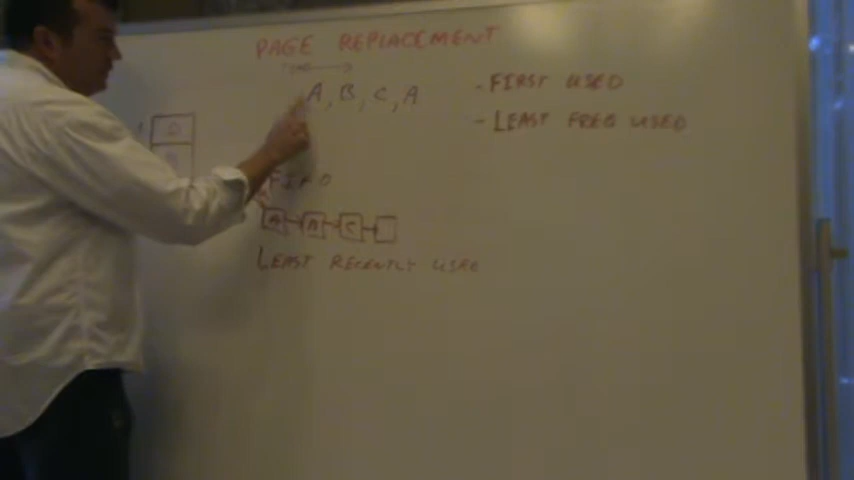 PAGE REPLACEMENT
A, B, C, A
- FIRST USED
- LEAST FREQ USED
FIFO
A B C
LEAST RECENTLY USED